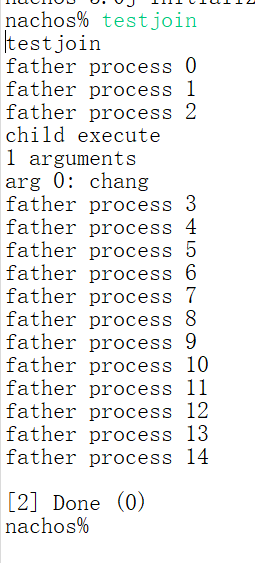 nachos% testjoin
testjoin
father process 0
father process 1
father process 2
child execute
1 arguments
arg 0: chang
father process 3
father process 4
father process 5
father process 6
father process 7
father process 8
father process 9
father process 10
father process 11
father process 12
father process 13
father process 14
[2] Done (0)
nachos%